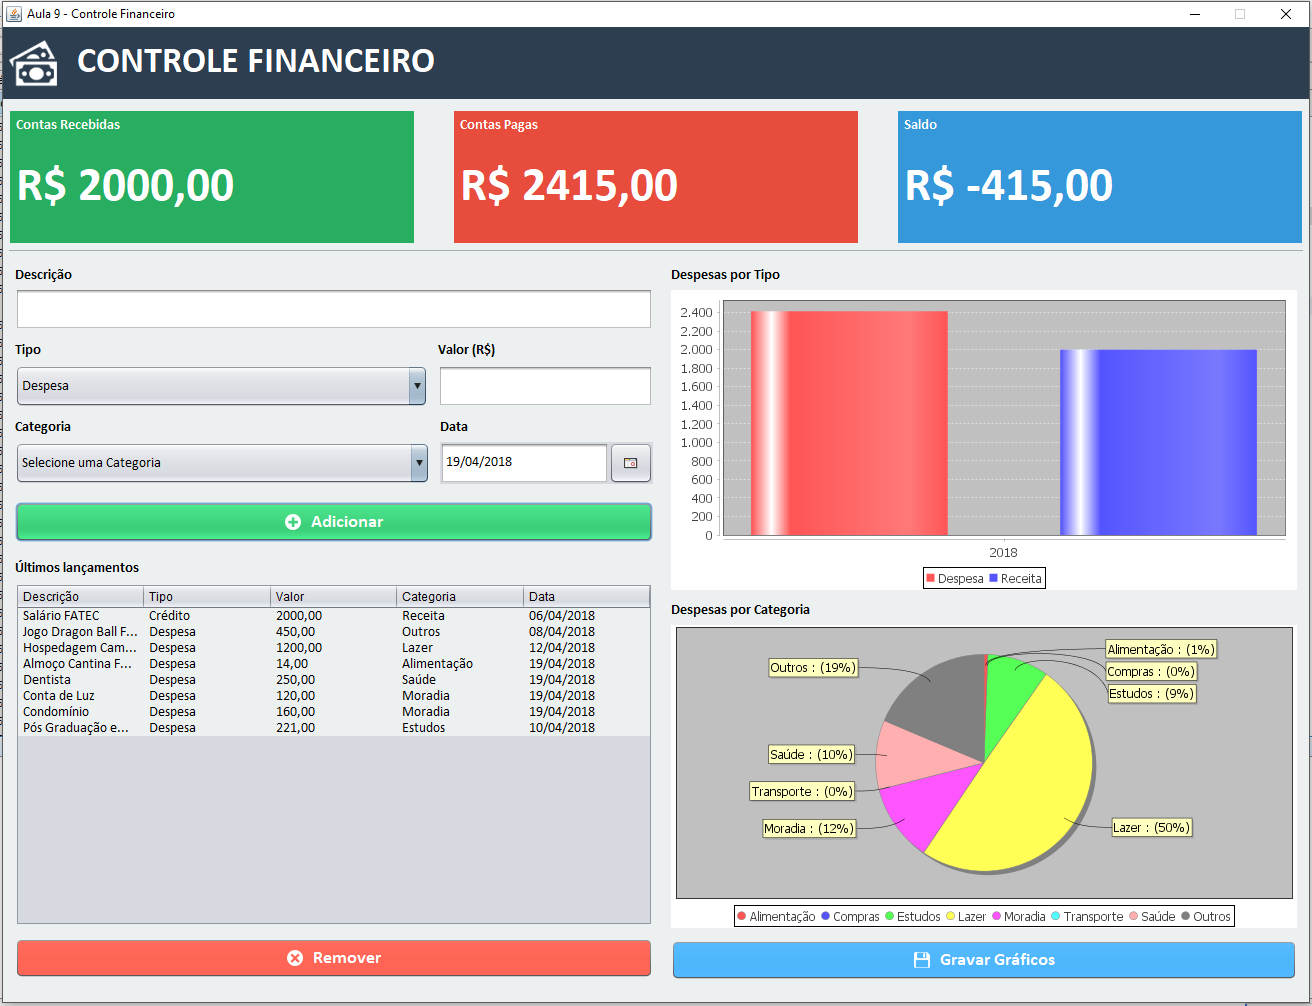 Aula 9 - Controle Financeiro
CONTROLE FINANCEIRO
Contas Recebidas
R$ 2000,00
Contas Pagas
R$ 2415,00
Saldo
R$ -415,00
Descrição
Tipo
Valor (R$)
Despesa
Categoria
Data
Selecione uma Categoria
19/04/2018
Adicionar
Últimos lançamentos
Descrição Tipo Valor Categoria Data
Salário FATEC Crédito 2000,00 Receita 06/04/2018
Jogo Dragon Ball F... Despesa 450,00 Outros 08/04/2018
Hospedagem Cam... Despesa 1200,00 Lazer 12/04/2018
Almoço Cantina F... Despesa 14,00 Alimentação 19/04/2018
Dentista Despesa 250,00 Saúde 19/04/2018
Conta de Luz Despesa 120,00 Moradia 19/04/2018
Condomínio Despesa 160,00 Moradia 19/04/2018
Pós Graduação e... Despesa 221,00 Estudos 10/04/2018
Remover
Despesas por Tipo
2.400
2.200
2.000
1.800
1.600
1.400
1.200
1.000
800
600
400
200
0
2018
Despesa Receita
Despesas por Categoria
Alimentação : (1%)
Compras : (0%)
Estudos : (9%)
Outros : (19%)
Saúde : (10%)
Transporte : (0%)
Moradia : (12%)
Lazer : (50%)
Alimentação Compras Estudos Lazer Moradia Transporte Saúde Outros
Gravar Gráficos